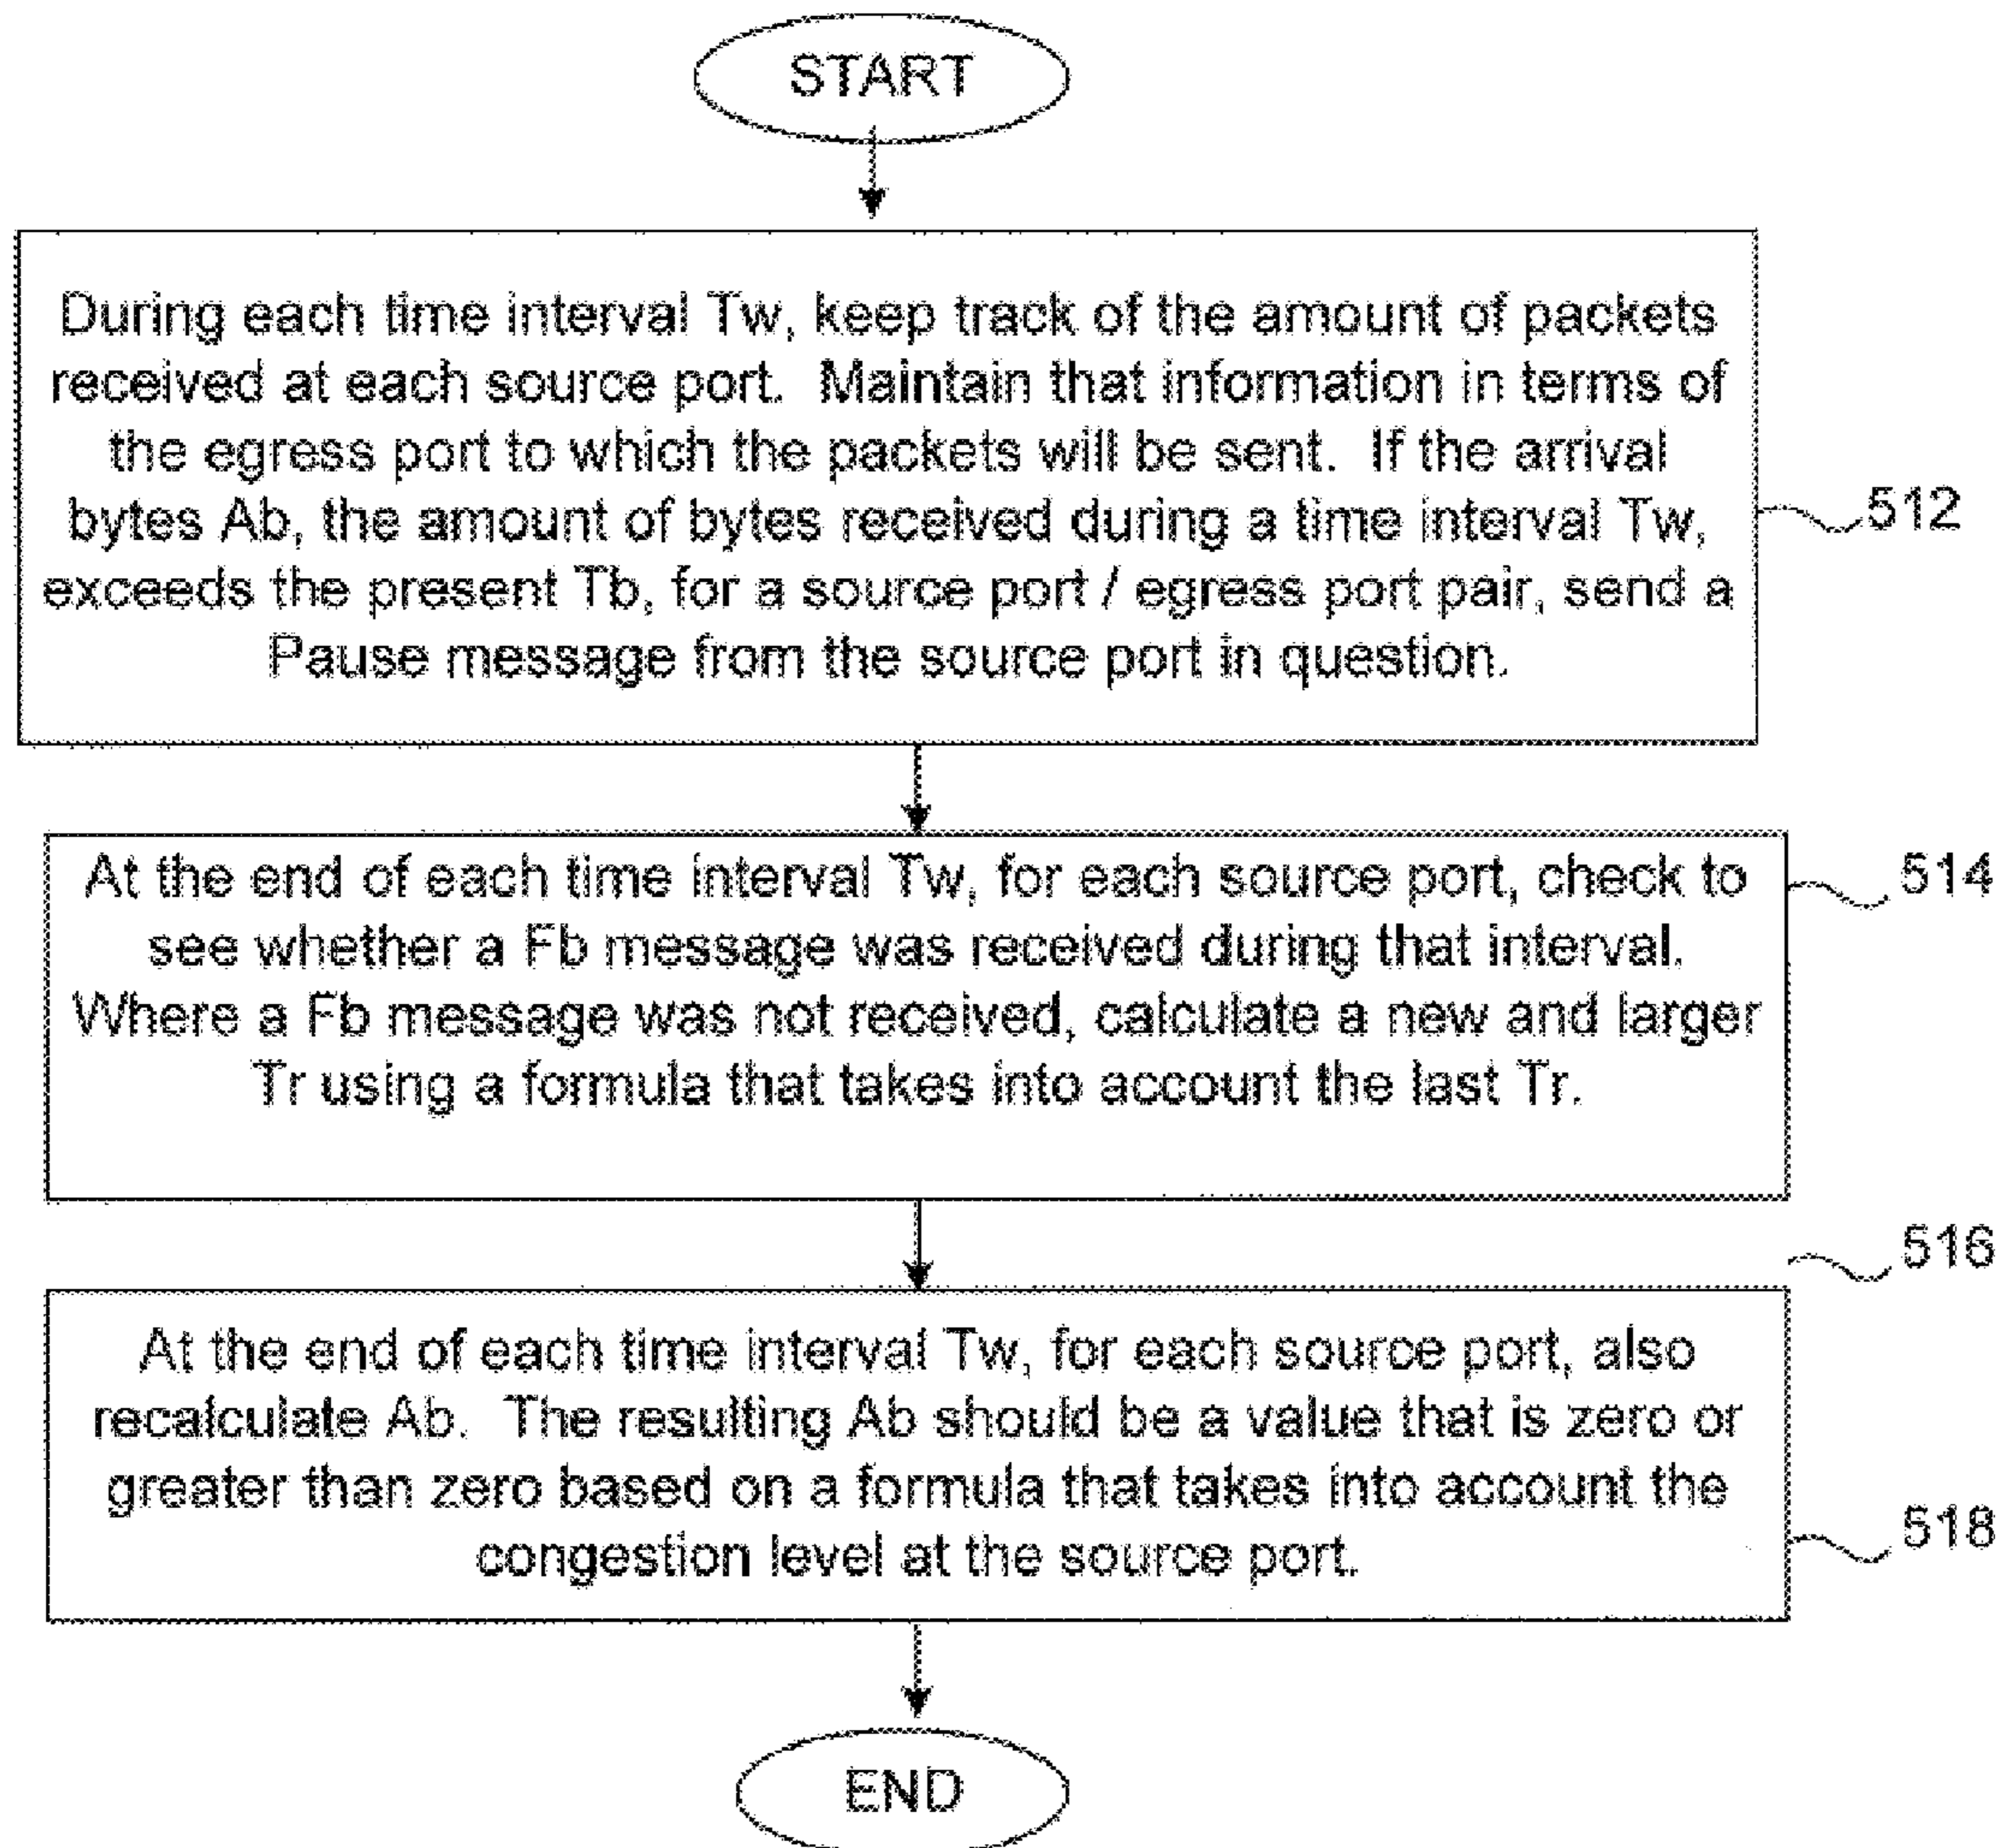 START
During each time interval Tw, keep track of the amount of packets
received at each source port.  Maintain that information in terms of
the egress port to which the packets will be sent.  If the arrival
bytes Ab, the amount of bytes received during a time interval Tw,
exceeds the present Tb, for a source port / egress port pair, send a
Pause message from the source port in question.
512
At the end of each time interval Tw, for each source port, check to
see whether a Fb message was received during that interval.
Where a Fb message was not received, calculate a new and larger
Tr using a formula that takes into account the last Tr.
514
516
At the end of each time interval Tw, for each source port, also
recalculate Ab.  The resulting Ab should be a value that is zero or
greater than zero based on a formula that takes into account the
congestion level at the source port.
518
END